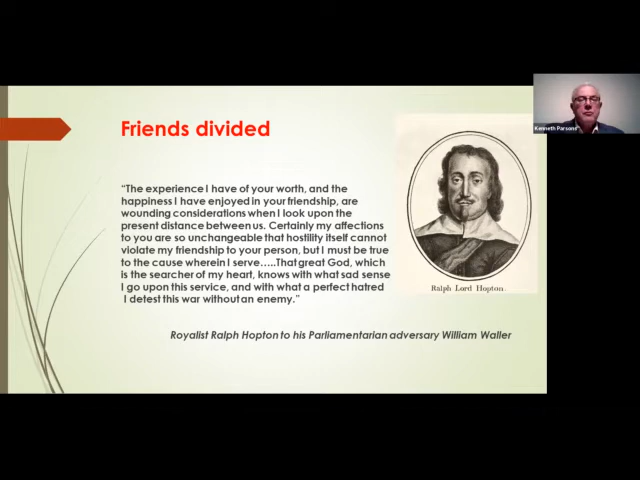 Kenneth Parsons
Friends divided
“The experience I have of your worth, and the
happiness I have enjoyed in your friendship, are
wounding considerations when I look upon the
present distance between us. Certainly my affections
to you are so unchangeable that hostility itself cannot
violate my friendship to your person, but I must be true
to the cause wherein I serve…..That great God, which
is the searcher of my heart, knows with what sad sense
I go upon this service, and with what a perfect hatred
I detest this war without an enemy.”
Ralph Lord Hopton.
Royalist Ralph Hopton to his Parliamentarian adversary William Waller